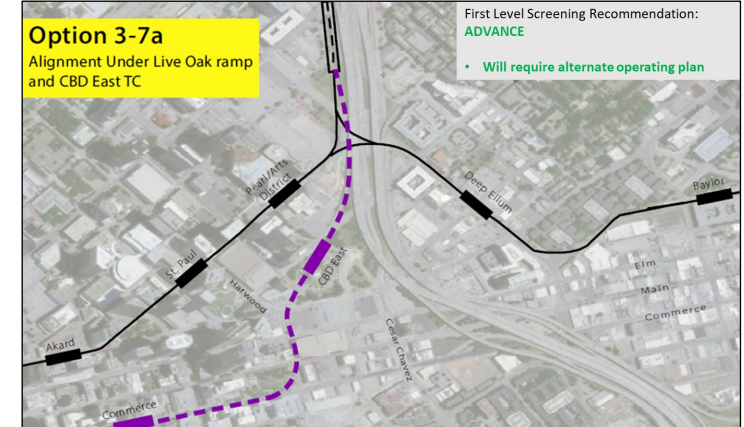 Option 3-7a
Alignment Under Live Oak ramp
and CBD East TC
First Level Screening Recommendation:
ADVANCE
• Will require alternate operating plan
Pearl/Arts
District
Deep Ellum
Baylor
St. Paul
CBD East
Harwood
Elm
Main
Commerce
Cesar Chavez
Akard
Commerce